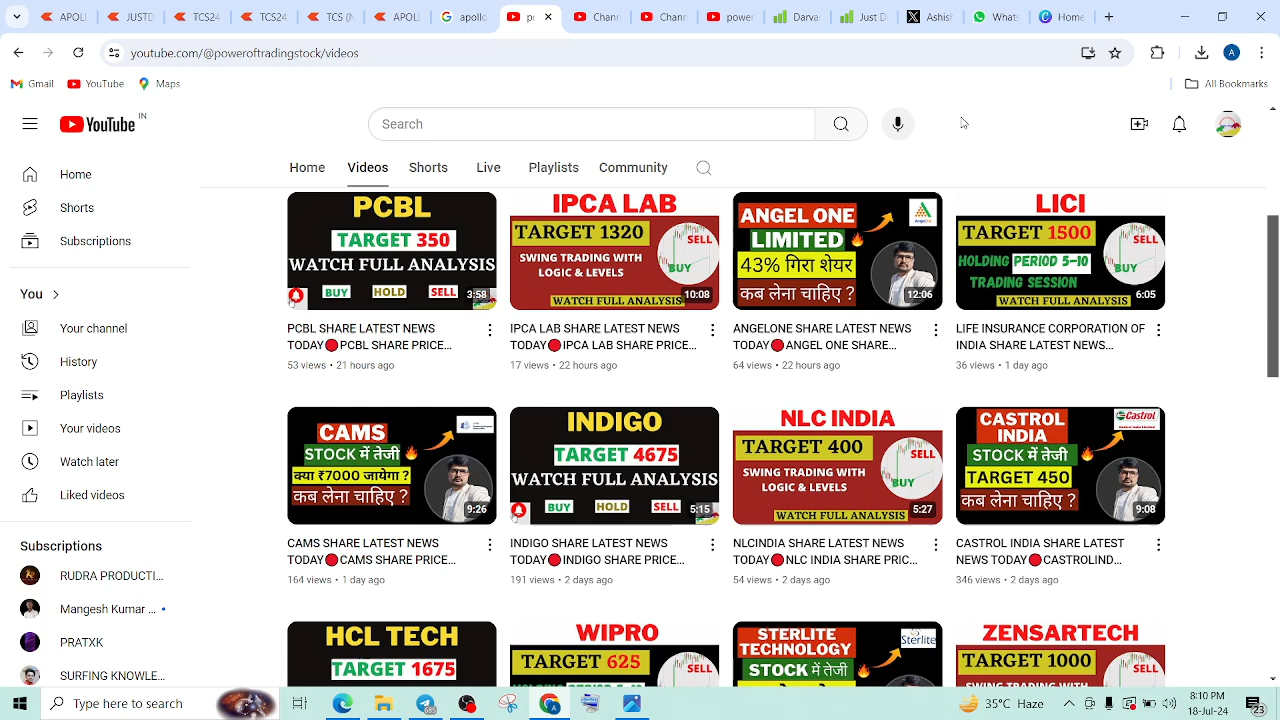 APOLI
TCS24
TC524
JUSTD
POLI
apollo
Chann
Chann
power
Darvas
Just D
Ashis
What
Copy
youtube.com/@poweroftradingstock/videos
A
Gmail
YouTube
Maps
All Bookmarks
YouTube IN
Search
Home
Videos
Shorts
Live
Playlists
Community
Home
Shorts
Subscriptions
You
Your channel
History
Playlists
Your videos
Watch later
Liked videos
Subscriptions
RUDRA PRODUCTI...
Mangesh Kumar ...
PRATXK
SURFING KNOWLE...
PCBL
TARGET 350
WATCH FULL ANALYSIS
BUY HOLD SELL
3:58
PCBL SHARE LATEST NEWS
TODAY🔴PCBL SHARE PRICE...
53 views • 21 hours ago
IPCA LAB
TARGET 1320
SWING TRADING WITH
LOGIC & LEVELS
SELL
BUY
WATCH FULL ANALYSIS
10:08
IPCA LAB SHARE LATEST NEWS
TODAY🔴IPCA LAB SHARE PRICE...
17 views • 22 hours ago
ANGEL ONE
LIMITED
43% गिरा शेयर
कब लेना चाहिए ?
12:06
ANGELONE SHARE LATEST NEWS
TODAY🔴ANGEL ONE SHARE...
64 views • 22 hours ago
LICI
TARGET 1500
HOLDING PERIOD 5-10
TRADING SESSION
SELL
BUY
WATCH FULL ANALYSIS
6:05
LIFE INSURANCE CORPORATION OF
INDIA SHARE LATEST NEWS...
36 views • 1 day ago
CAMS
STOCK में तेजी
क्या ₹7000 जायेगा ?
कब लेना चाहिए ?
9:26
CAMS SHARE LATEST NEWS
TODAY🔴CAMS SHARE PRICE...
164 views • 1 day ago
INDIGO
TARGET 4675
WATCH FULL ANALYSIS
BUY HOLD SELL
5:15
INDIGO SHARE LATEST NEWS
TODAY🔴INDIGO SHARE PRICE...
191 views • 2 days ago
NLC INDIA
TARGET 400
SWING TRADING WITH
LOGIC & LEVELS
SELL
BUY
WATCH FULL ANALYSIS
5:27
NLCINDIA SHARE LATEST NEWS
TODAY🔴NLC INDIA SHARE PRIC...
54 views • 2 days ago
CASTROL
INDIA
Castrol
STOCK में तेजी
TARGET 450
कब लेना चाहिए ?
9:08
CASTROL INDIA SHARE LATEST
NEWS TODAY🔴CASTROLIND...
346 views • 2 days ago
HCL TECH
TARGET 1675
WIPRO
TARGET 625
SELL
STERLITE
TECHNOLOGY
Sterlite
STOCK में तेजी
ZENSARTECH
TARGET 1000
SELL
Type here to search
35°C Haze
8:10 PM
18-Jul-24
23